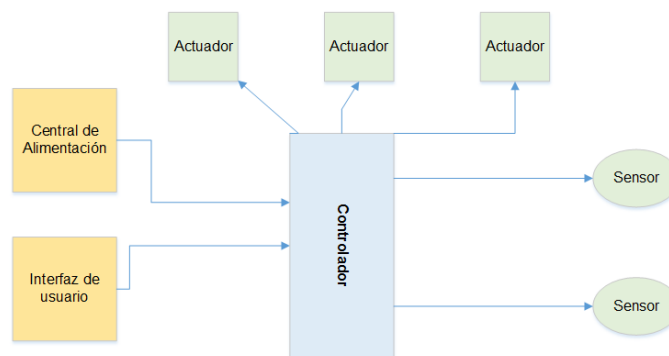 Actuador
Actuador
Actuador
Central de
Alimentación
Sensor
Controlador
Interfaz de
usuario
Sensor